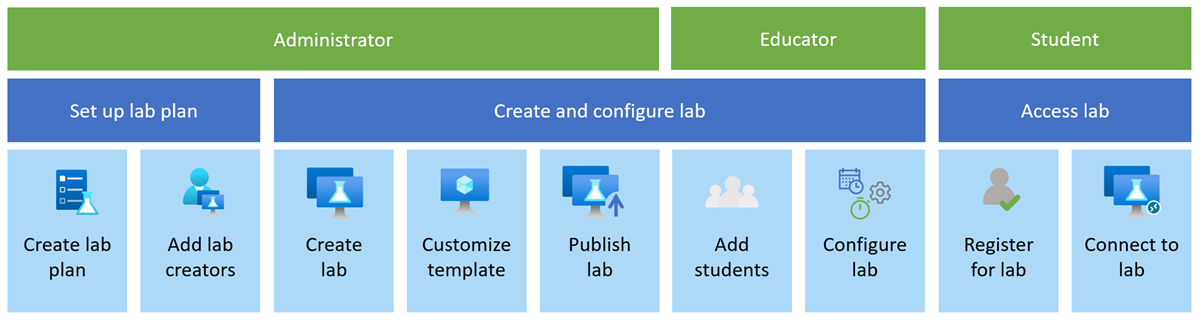 Administrator
Educator
Student
Set up lab plan
Create and configure lab
Access lab
Create lab
plan
Add lab
creators
Create
lab
Customize
template
Publish
lab
Add
students
Configure
lab
Register
for lab
Connect to
lab